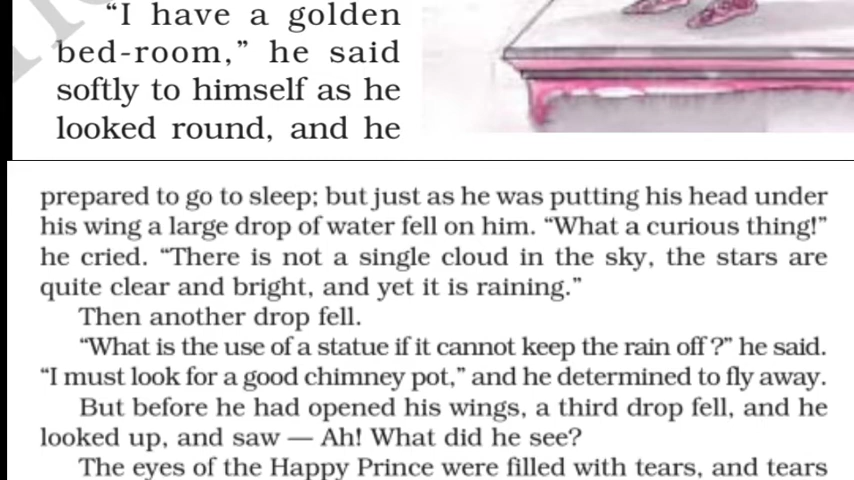 “I have a golden
bed-room,” he said
softly to himself as he
looked round, and he
prepared to go to sleep; but just as he was putting his head under
his wing a large drop of water fell on him. “What a curious thing!”
he cried. “There is not a single cloud in the sky, the stars are
quite clear and bright, and yet it is raining.”
Then another drop fell.
“What is the use of a statue if it cannot keep the rain off?” he said.
“I must look for a good chimney pot,” and he determined to fly away.
But before he had opened his wings, a third drop fell, and he
looked up, and saw — Ah! What did he see?
The eyes of the Happy Prince were filled with tears, and tears